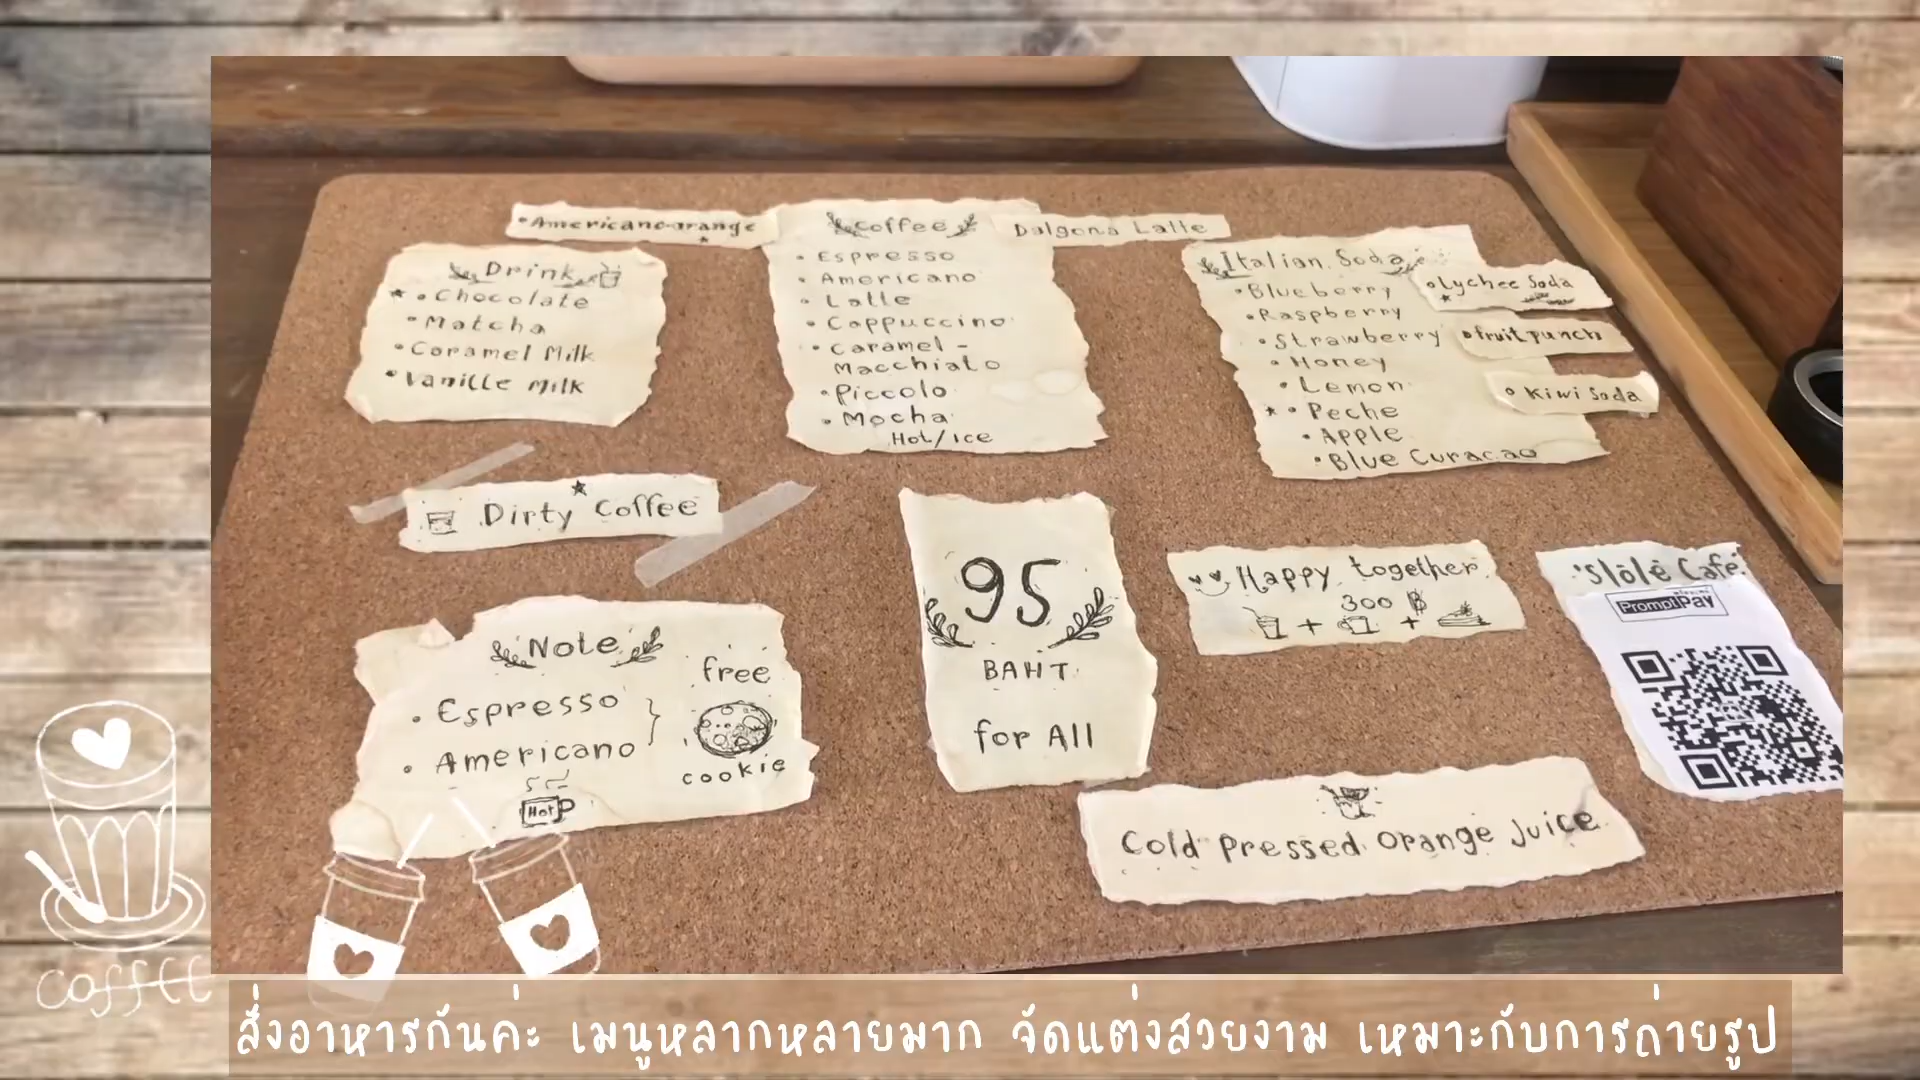 •Americano-orange
Coffee
Dalgona Latte
• Espresso
• Americano
• Latte
• Cappuccino
• Caramel -
Macchiato
• Piccolo
• Mocha
Hot/ice
Drink
• Chocolate
• Matcha
• Caramel Milk
• Vanille Milk
Italian Soda
• Blueberry
• Raspberry
• Strawberry
• Honey
• Lemon
• Peche
• Apple
• Blue Curacao
• Lychee Soda
• fruit punch
• Kiwi Soda
Dirty Coffee
95
BAHT
for All
Happy together
300 ฿
+ +
'Slölё Cafe'
PromptPay
Note
• Espresso
• Americano
free
cookie
Hot
Cold pressed Orange Juice
coffee
สั่งอาหารกันค่ะ เมนูหลากหลายมาก จัดแต่งสวยงาม เหมาะกับการถ่ายรูป